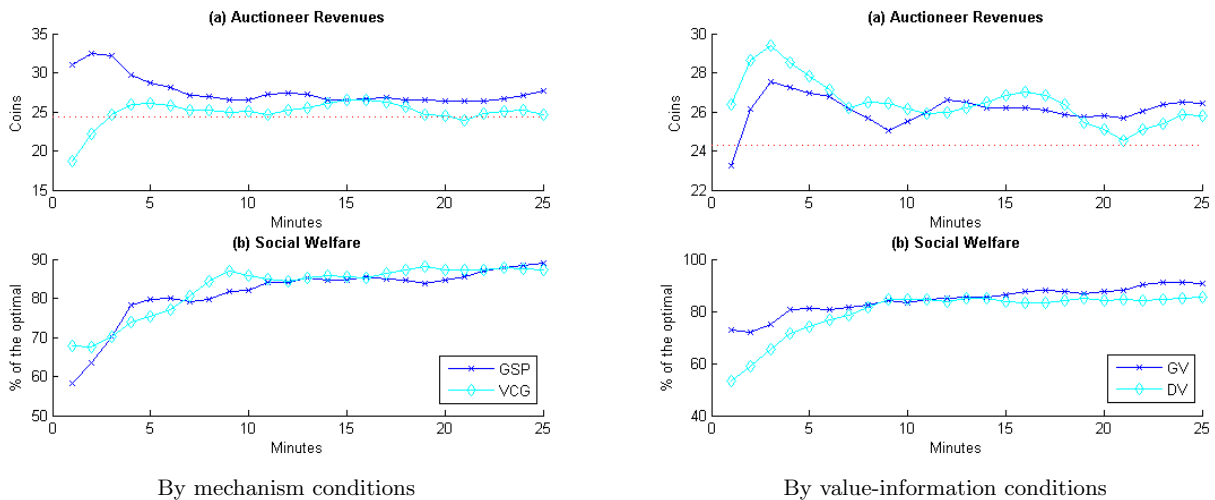 (a) Auctioneer Revenues
35
30
25
20
15
Coins
0
5
10
15
20
25
Minutes
(b) Social Welfare
90
80
70
60
50
% of the optimal
GSP
VCG
0
5
10
15
20
25
Minutes
By mechanism conditions
(a) Auctioneer Revenues
30
28
26
24
22
Coins
0
5
10
15
20
25
Minutes
(b) Social Welfare
100
80
60
40
% of the optimal
GV
DV
0
5
10
15
20
25
Minutes
By value-information conditions